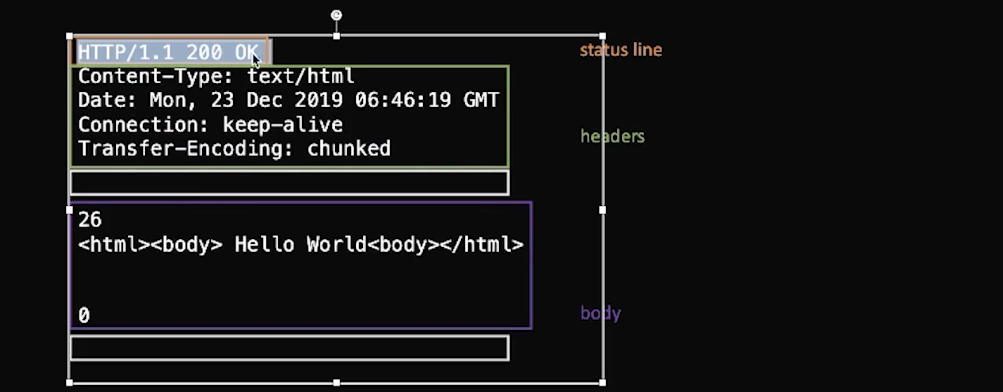 HTTP/1.1 200 OK
status line
Content-Type: text/html
Date: Mon, 23 Dec 2019 06:46:19 GMT
Connection: keep-alive
headers
Transfer-Encoding: chunked
26
<html><body> Hello World<body></html>
0
body